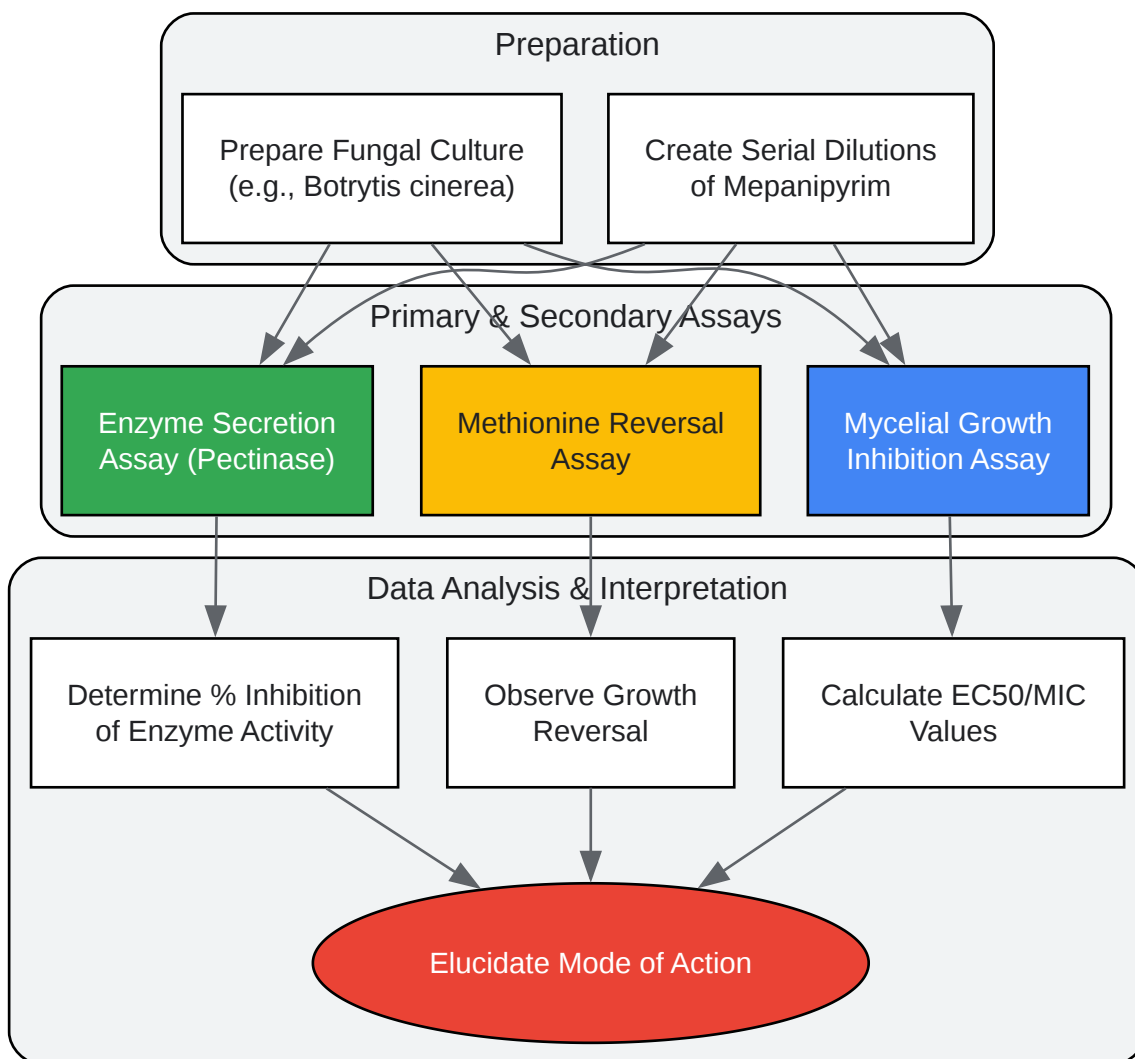 Preparation
Prepare Fungal Culture
(e.g., Botrytis cinerea)
Create Serial Dilutions
of Mepanipyrim
Primary & Secondary Assays
Enzyme Secretion
Assay (Pectinase)
Methionine Reversal
Assay
Mycelial Growth
Inhibition Assay
Data Analysis & Interpretation
Determine % Inhibition
of Enzyme Activity
Observe Growth
Reversal
Calculate EC50/MIC
Values
Elucidate Mode of Action